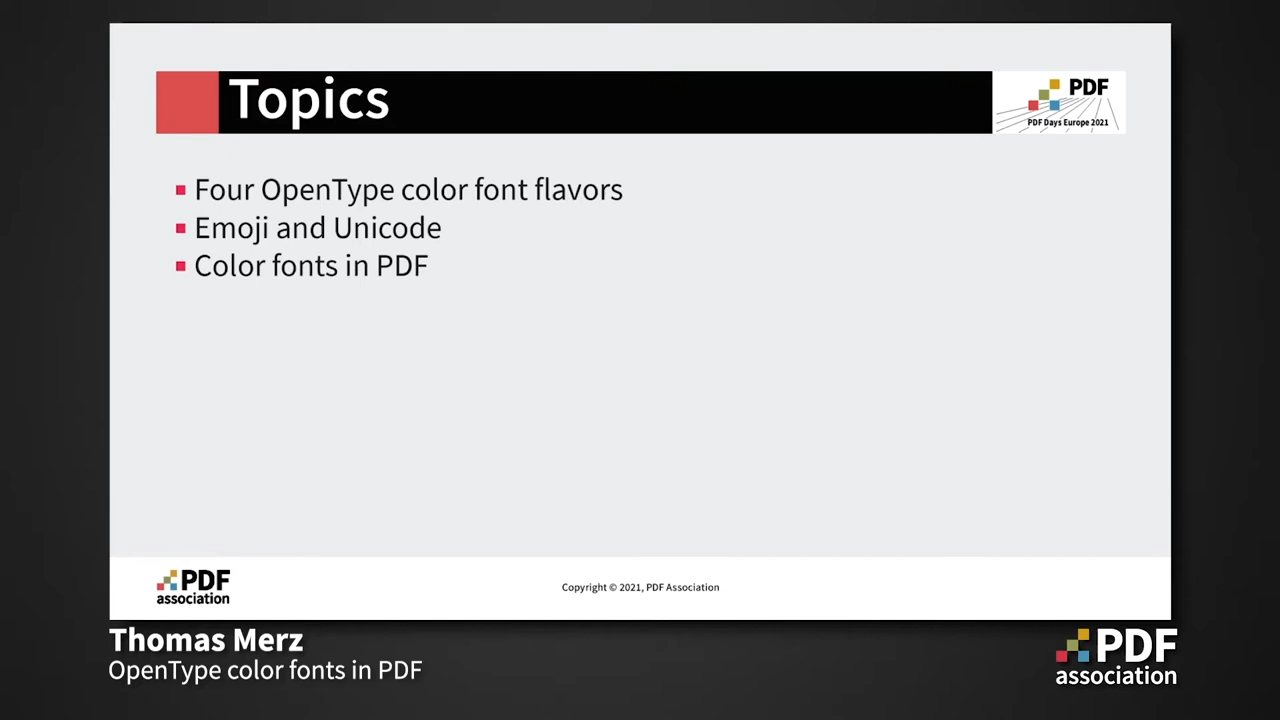 Topics
PDF
PDF Days Europe 2021
Four OpenType color font flavors
Emoji and Unicode
Color fonts in PDF
PDF
association
Copyright © 2021, PDF Association
Thomas Merz
OpenType color fonts in PDF
PDF
association